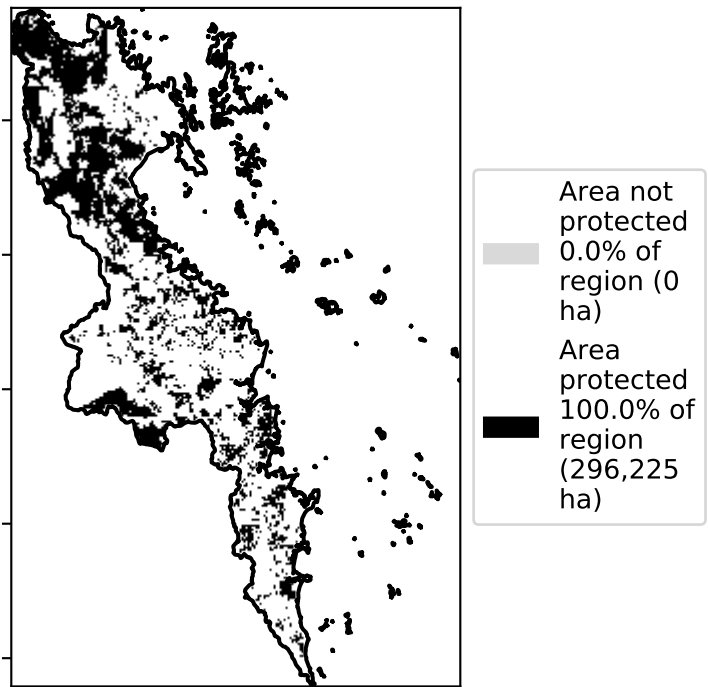 Area not
protected
0.0% of
region (0
ha)
Area
protected
100.0% of
region
(296,225
ha)